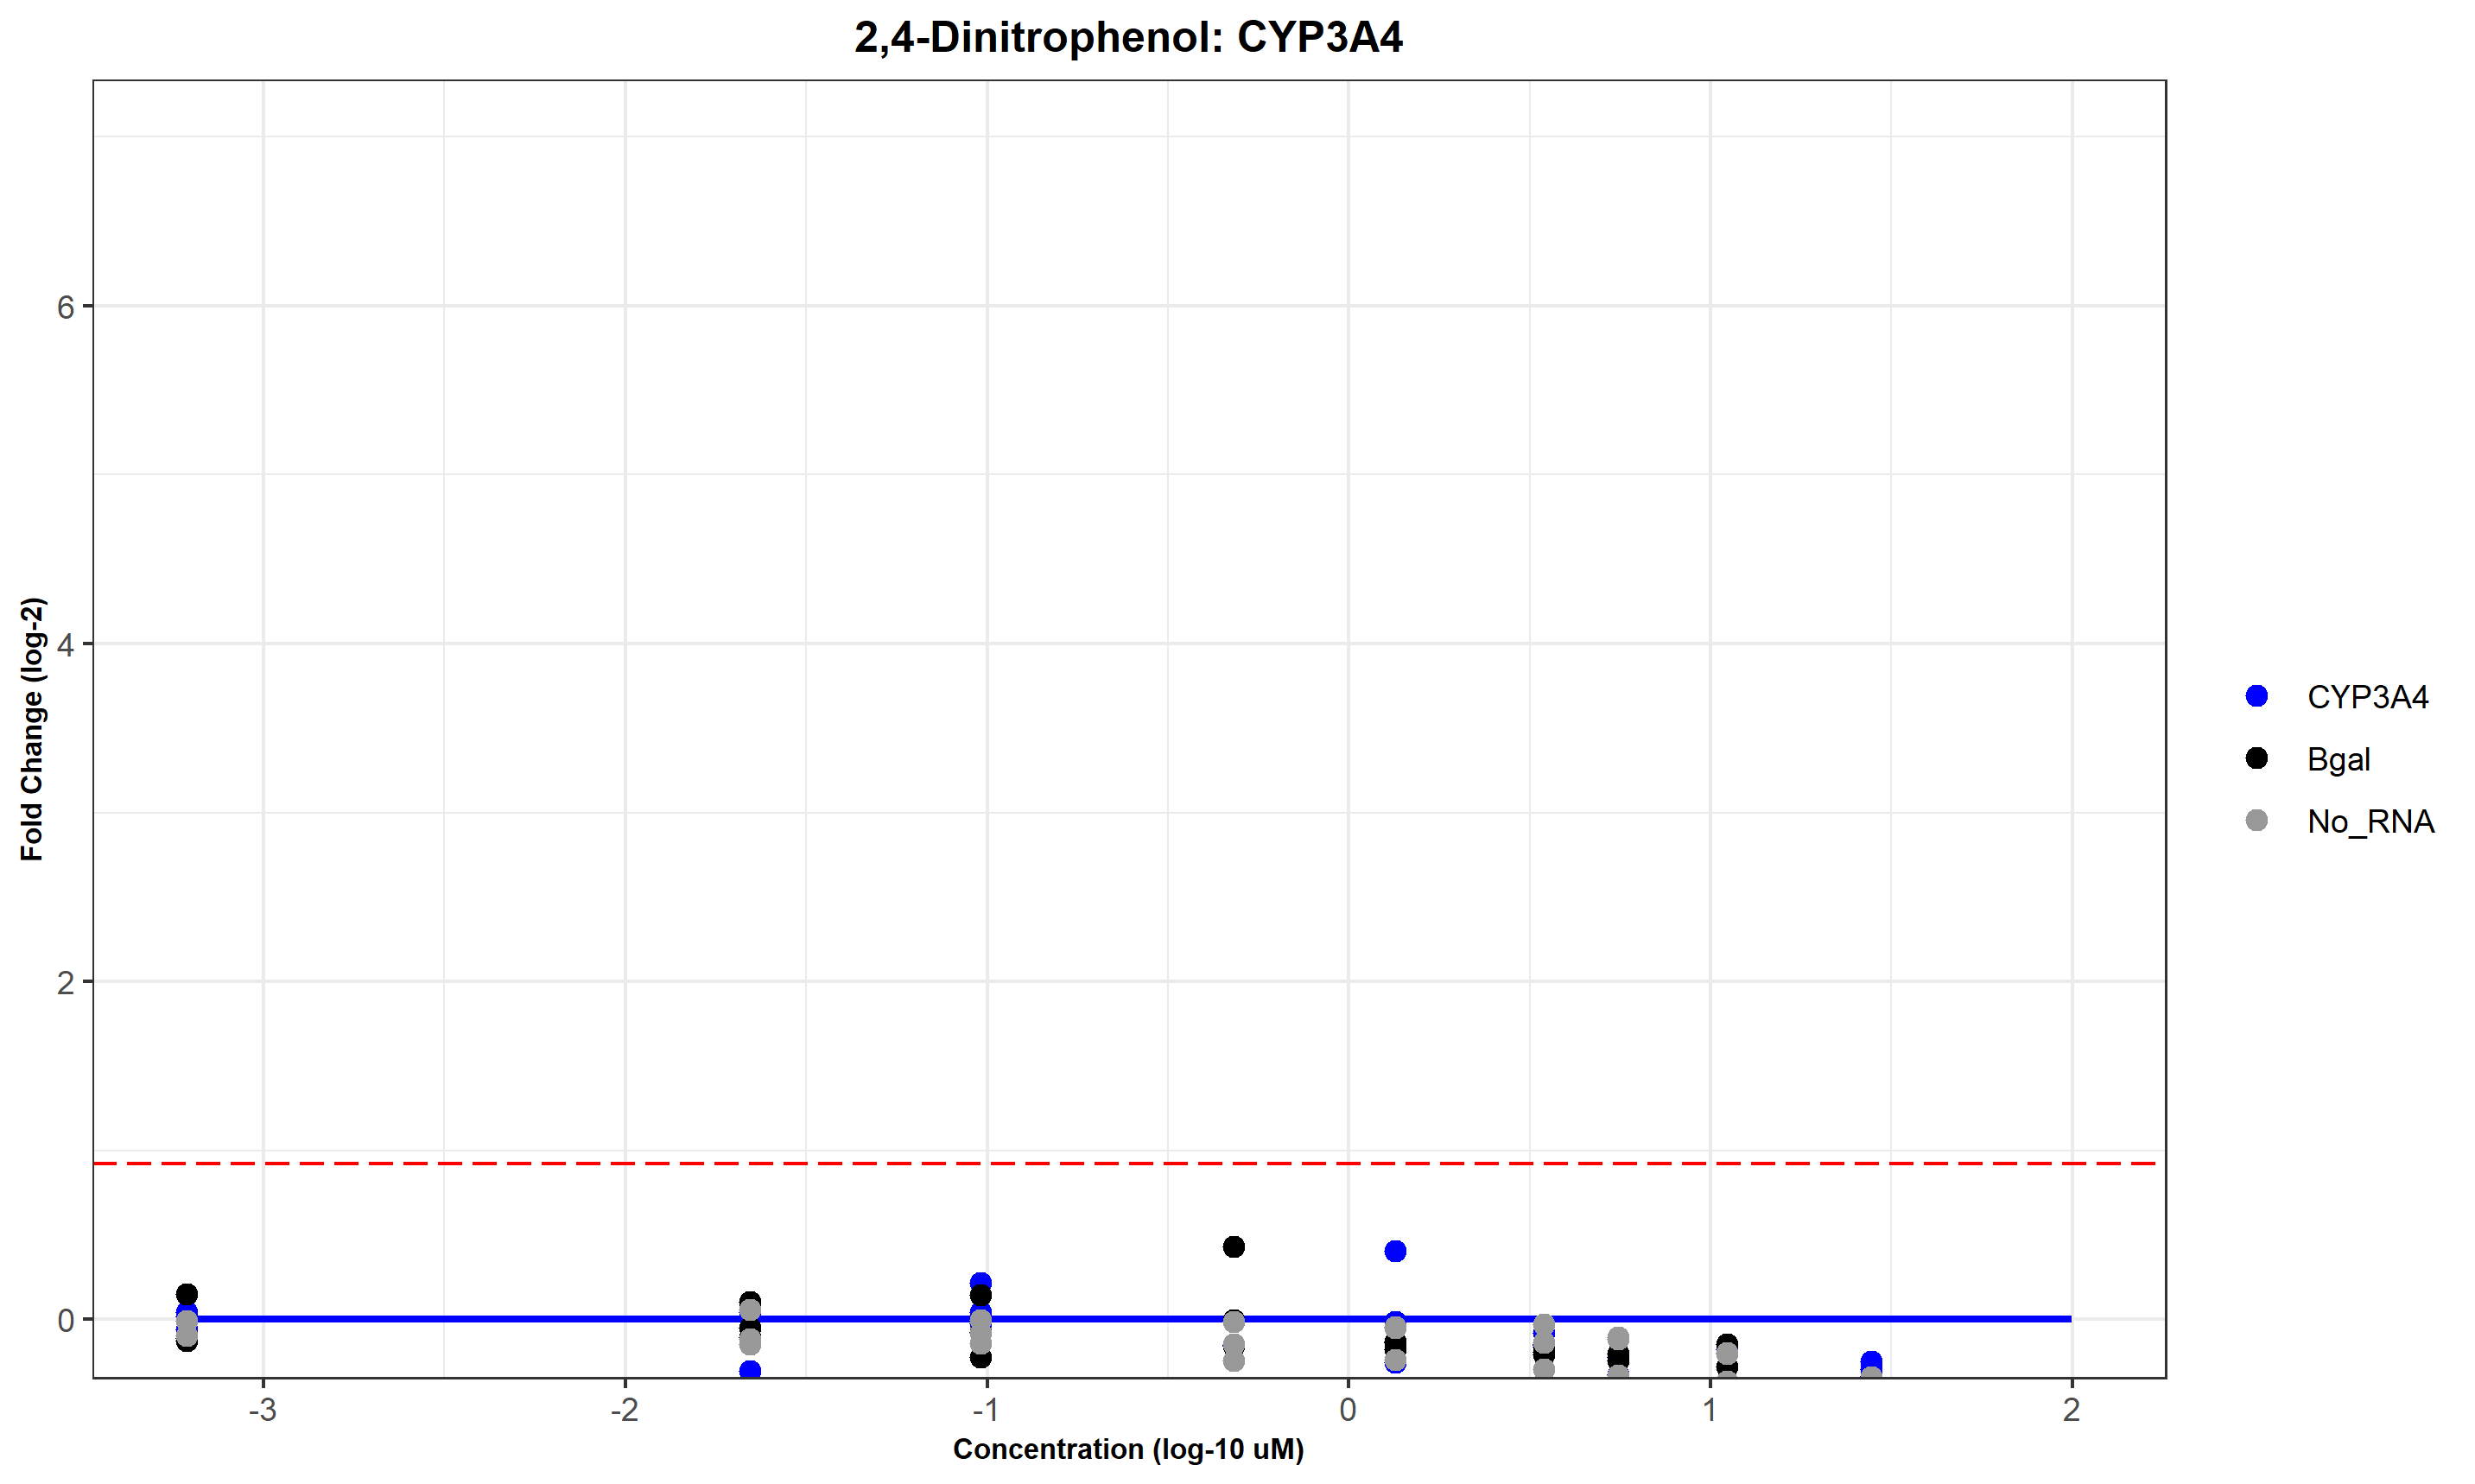 2,4-Dinitrophenol: CYP3A4
Fold Change (log-2)
6
4
2
0
-3
-2
-1
0
1
2
Concentration (log-10 uM)
CYP3A4
Bgal
No_RNA